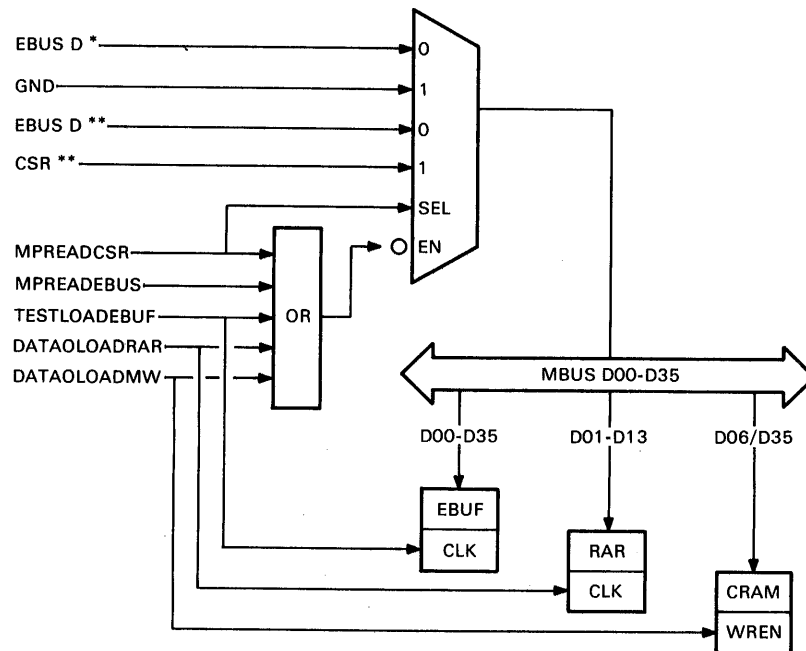 EBUS D *
0
GND
1
EBUS D **
0
CSR **
1
SEL
MPREADCSR
EN
MPREADEBUS
TESTLOADEBUF
OR
DATAOLOADRAR
DATAOLOADMW
MBUS D00-D35
D00-D35
D01-D13
D06/D35
EBUF
CLK
RAR
CLK
CRAM
WREN